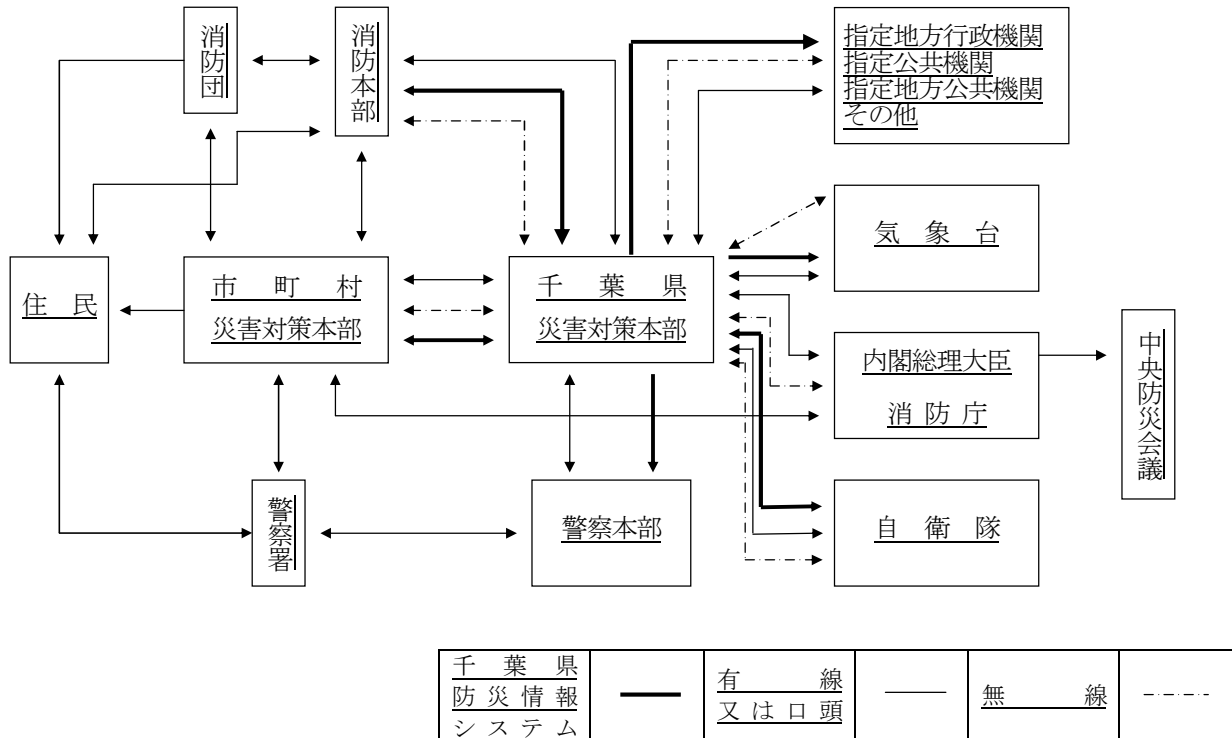 消防団
消防本部
指定地方行政機関
指定公共機関
指定地方公共機関
その他
気象台
住民
市町村
災害対策本部
千葉県
災害対策本部
内閣総理大臣
消防庁
中央防災会議
警察署
警察本部
自衛隊
千葉県
防災情報
システム
有線
又は口頭
無線